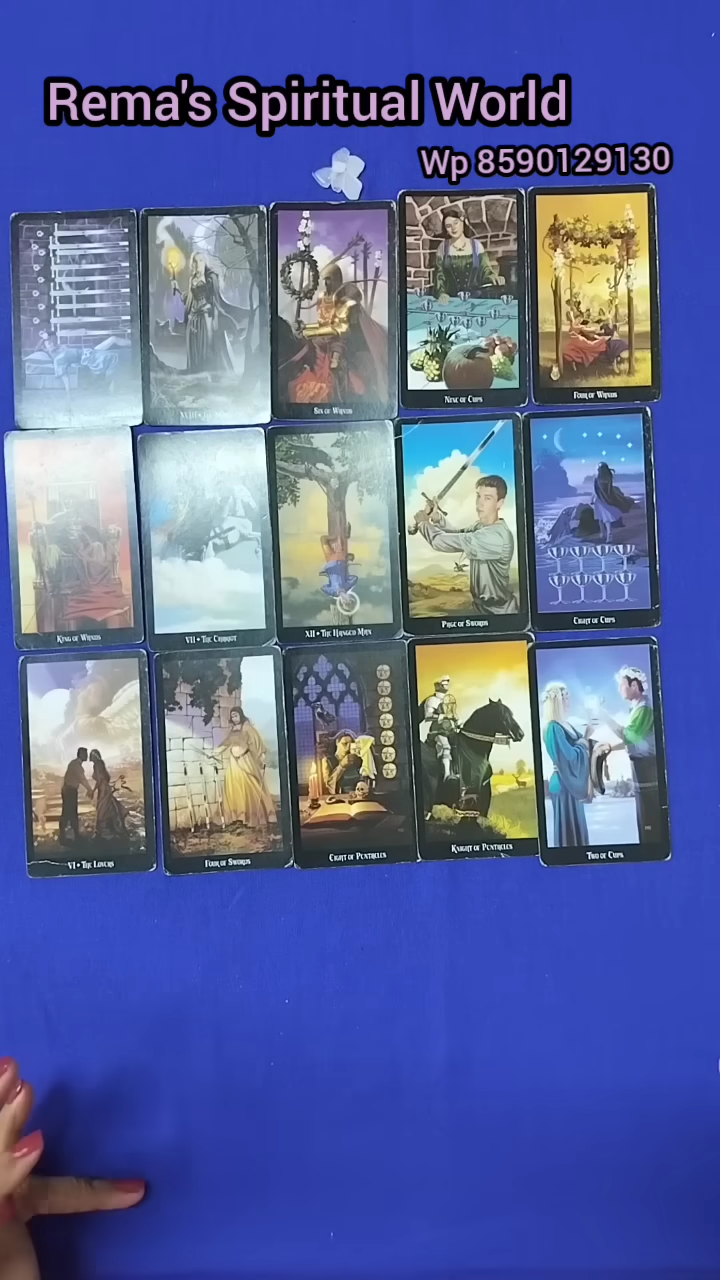 Rema's Spiritual World
Wp 8590129130
SIX OF WANDS
NINE OF CUPS
FOUR OF WANDS
KING OF WANDS
VII • THE CHARIOT
XII • THE HANGED MAN
PAGE OF SWORDS
EIGHT OF CUPS
VI • THE LOVERS
FOUR OF SWORDS
EIGHT OF PENTACLES
KNIGHT OF PENTACLES
TWO OF CUPS